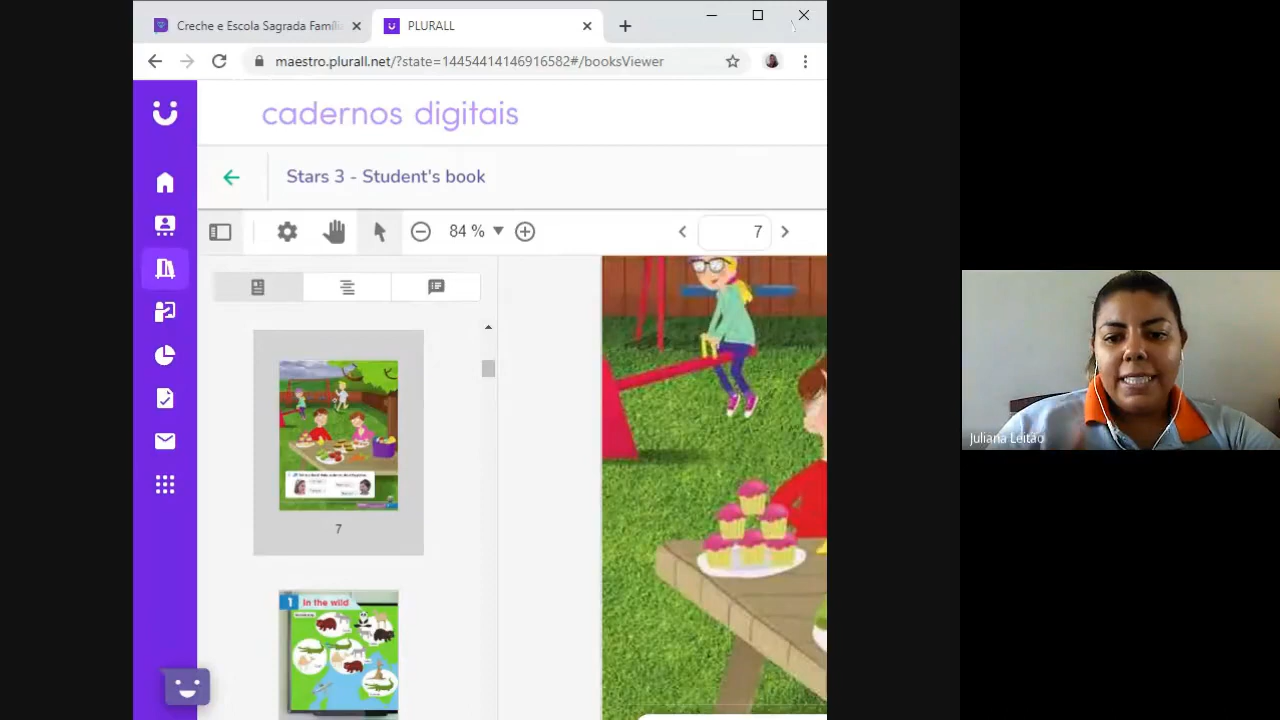 Creche e Escola Sagrada Famíli
PLURALL
maestro.plurall.net/?state=14454414146916582#/booksViewer
cadernos digitais
Stars 3 - Student's book
84 %
7
7
1 In the wild
Juliana Leitão